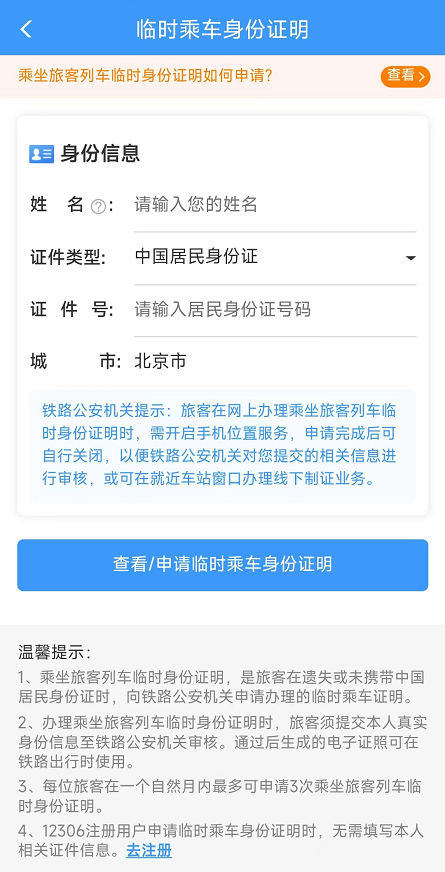 临时乘车身份证明
乘坐旅客列车临时身份证明如何申请？
查看
身份信息
姓 名 ? ：
请输入您的姓名
证件类型：
中国居民身份证
证 件 号：
请输入居民身份证号码
城 市：
北京市
铁路公安机关提示：旅客在网上办理乘坐旅客列车临
时身份证明时，需开启手机位置服务，申请完成后可
自行关闭，以便铁路公安机关对您提交的相关信息进
行审核，或可在就近车站窗口办理线下制证业务。
查看/申请临时乘车身份证明
温馨提示：
1、乘坐旅客列车临时身份证明，是旅客在遗失或未携带中国
居民身份证时，向铁路公安机关申请办理的临时乘车证明。
2、办理乘坐旅客列车临时身份证明时，旅客须提交本人真实
身份信息至铁路公安机关审核。通过后生成的电子证照可在
铁路出行时使用。
3、每位旅客在一个自然月内最多可申请3次乘坐旅客列车临
时身份证明。
4、12306注册用户申请临时乘车身份证明时，无需填写本人
相关证件信息。去注册